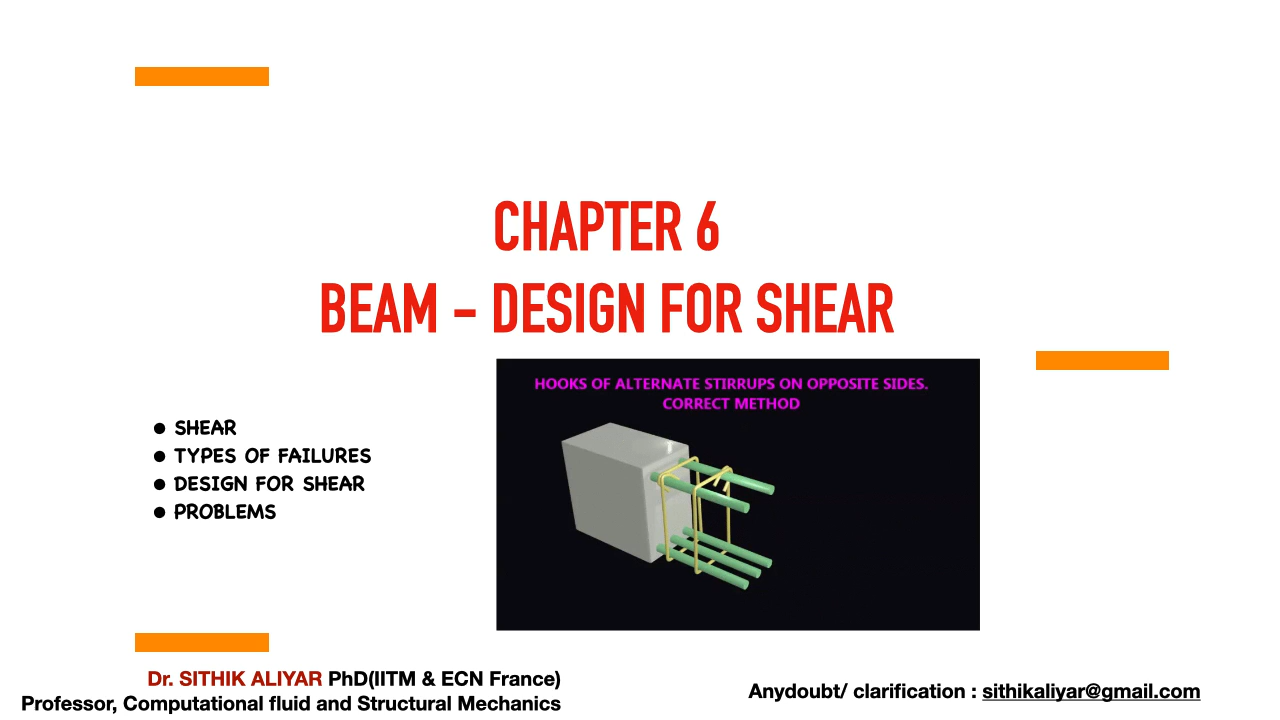 CHAPTER 6
BEAM – DESIGN FOR SHEAR
HOOKS OF ALTERNATE STIRRUPS ON OPPOSITE SIDES.
CORRECT METHOD
• SHEAR
• TYPES OF FAILURES
• DESIGN FOR SHEAR
• PROBLEMS
Dr. SITHIK ALIYAR PhD(IITM & ECN France)
Professor, Computational fluid and Structural Mechanics
Anydoubt/ clarification : sithikaliyar@gmail.com